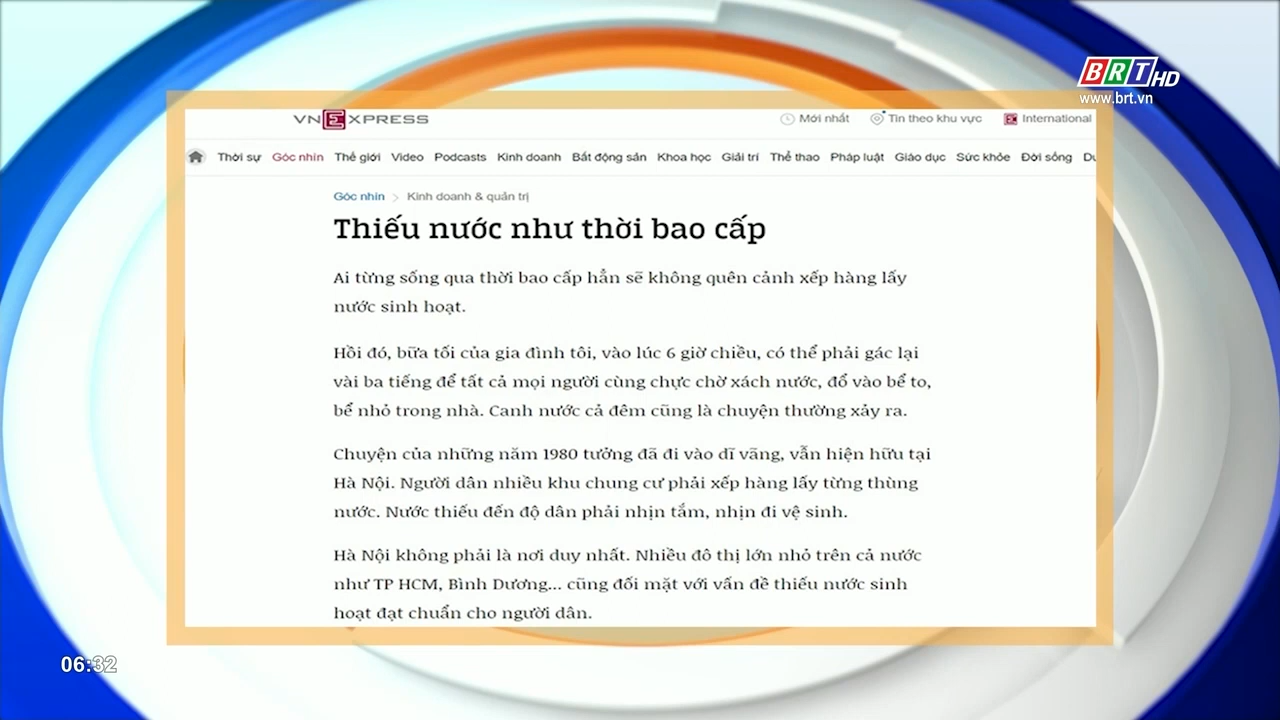 BRT HD
www.brt.vn
VNEXPRESS
Mới nhất
Tin theo khu vực
International
Thời sự Góc nhìn Thế giới Video Podcasts Kinh doanh Bất động sản Khoa học Giải trí Thể thao Pháp luật Giáo dục Sức khỏe Đời sống Du
Góc nhìn > Kinh doanh & quản trị
Thiếu nước như thời bao cấp
Ai từng sống qua thời bao cấp hẳn sẽ không quên cảnh xếp hàng lấy
nước sinh hoạt.
Hồi đó, bữa tối của gia đình tôi, vào lúc 6 giờ chiều, có thể phải gác lại
vài ba tiếng để tất cả mọi người cùng chực chờ xách nước, đổ vào bể to,
bể nhỏ trong nhà. Canh nước cả đêm cũng là chuyện thường xảy ra.
Chuyện của những năm 1980 tưởng đã đi vào dĩ vãng, vẫn hiện hữu tại
Hà Nội. Người dân nhiều khu chung cư phải xếp hàng lấy từng thùng
nước. Nước thiếu đến độ dân phải nhịn tắm, nhịn đi vệ sinh.
Hà Nội không phải là nơi duy nhất. Nhiều đô thị lớn nhỏ trên cả nước
như TP HCM, Bình Dương... cũng đối mặt với vấn đề thiếu nước sinh
hoạt đạt chuẩn cho người dân.
06:32